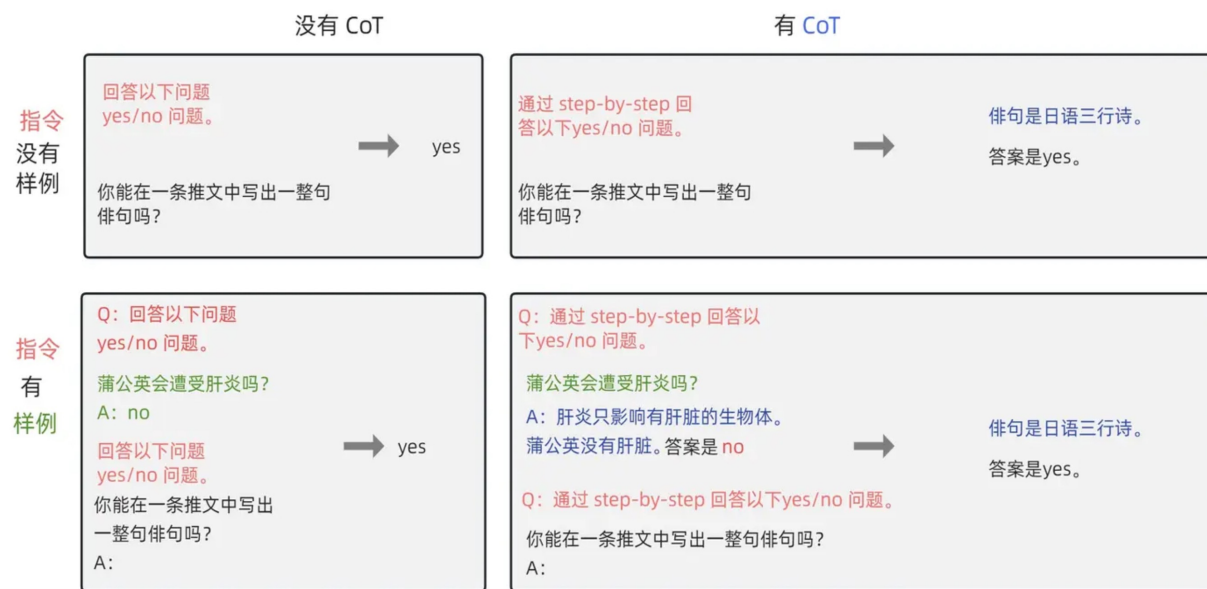 没有 CoT
有 CoT
指令
没有
样例
回答以下问题
yes/no 问题。
你能在一条推文中写出一整句
俳句吗？
yes
通过 step-by-step 回
答以下yes/no 问题。
你能在一条推文中写出一整句
俳句吗？
俳句是日语三行诗。
答案是yes。
指令
有
样例
Q：回答以下问题
yes/no 问题。
蒲公英会遭受肝炎吗？
A：no
回答以下问题
yes/no 问题。
你能在一条推文中写出
一整句俳句吗？
A：
yes
Q：通过 step-by-step 回答以
下yes/no 问题。
蒲公英会遭受肝炎吗？
A：肝炎只影响有肝脏的生物体。
蒲公英没有肝脏。答案是 no
Q：通过 step-by-step 回答以下yes/no 问题。
你能在一条推文中写出一整句俳句吗？
A：
俳句是日语三行诗。
答案是yes。